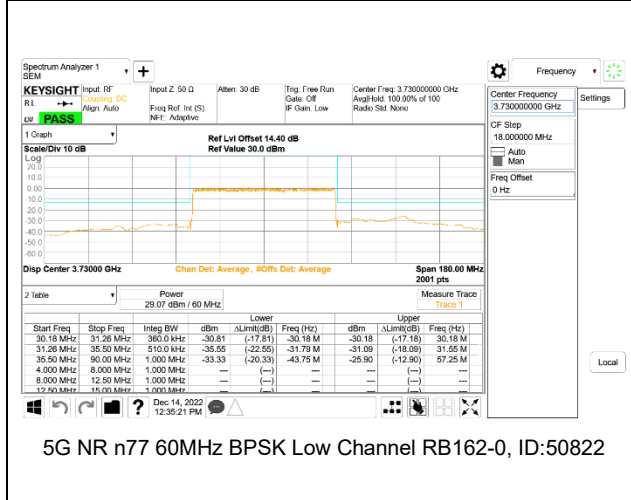 Spectrum Analyzer 1
SEM
Frequency
KEYSIGHT Input: RF Input Z: 50 Ω Atten: 30 dB Trig: Free Run Center Freq: 3.730000000 GHz
RL Coupling: DC Gate: Off Avg|Hold: 100.00% of 100
Align: Auto Freq Ref: Int (S) IF Gain: Low Radio Std: None
PASS NFE: Adaptive
Center Frequency
3.730000000 GHz
Settings
CF Step
18.000000 MHz
Auto
Man
Freq Offset
0 Hz
Local
1 Graph
Ref Lvl Offset 14.40 dB
Scale/Div 10 dB Ref Value 30.0 dBm
Log
20.0
10.0
0.00
-10.0
-20.0
-30.0
-40.0
-50.0
-60.0
Disp Center 3.73000 GHz Chan Det: Average , #Offs Det: Average Span 180.00 MHz
2001 pts
2 Table Power Measure Trace
29.07 dBm / 60 MHz Trace 1
Lower Upper
Start Freq Stop Freq Integ BW dBm ΔLimit(dB) Freq (Hz) dBm ΔLimit(dB) Freq (Hz)
30.18 MHz 31.26 MHz 360.0 kHz -30.81 (-17.81) -30.18 M -30.18 (-17.18) 30.18 M
31.26 MHz 35.50 MHz 510.0 kHz -35.55 (-22.55) -31.79 M -31.09 (-18.09) 31.55 M
35.50 MHz 90.00 MHz 1.000 MHz -33.33 (-20.33) -43.75 M -25.90 (-12.90) 57.25 M
4.000 MHz 8.000 MHz 1.000 MHz --- (---) --- --- (---) ---
8.000 MHz 12.50 MHz 1.000 MHz --- (---) --- --- (---) ---
12.50 MHz 15.00 MHz 1.000 MHz --- (---) --- --- (---) ---
? Dec 14, 2022
12:35:21 PM
5G NR n77 60MHz BPSK Low Channel RB162-0, ID:50822